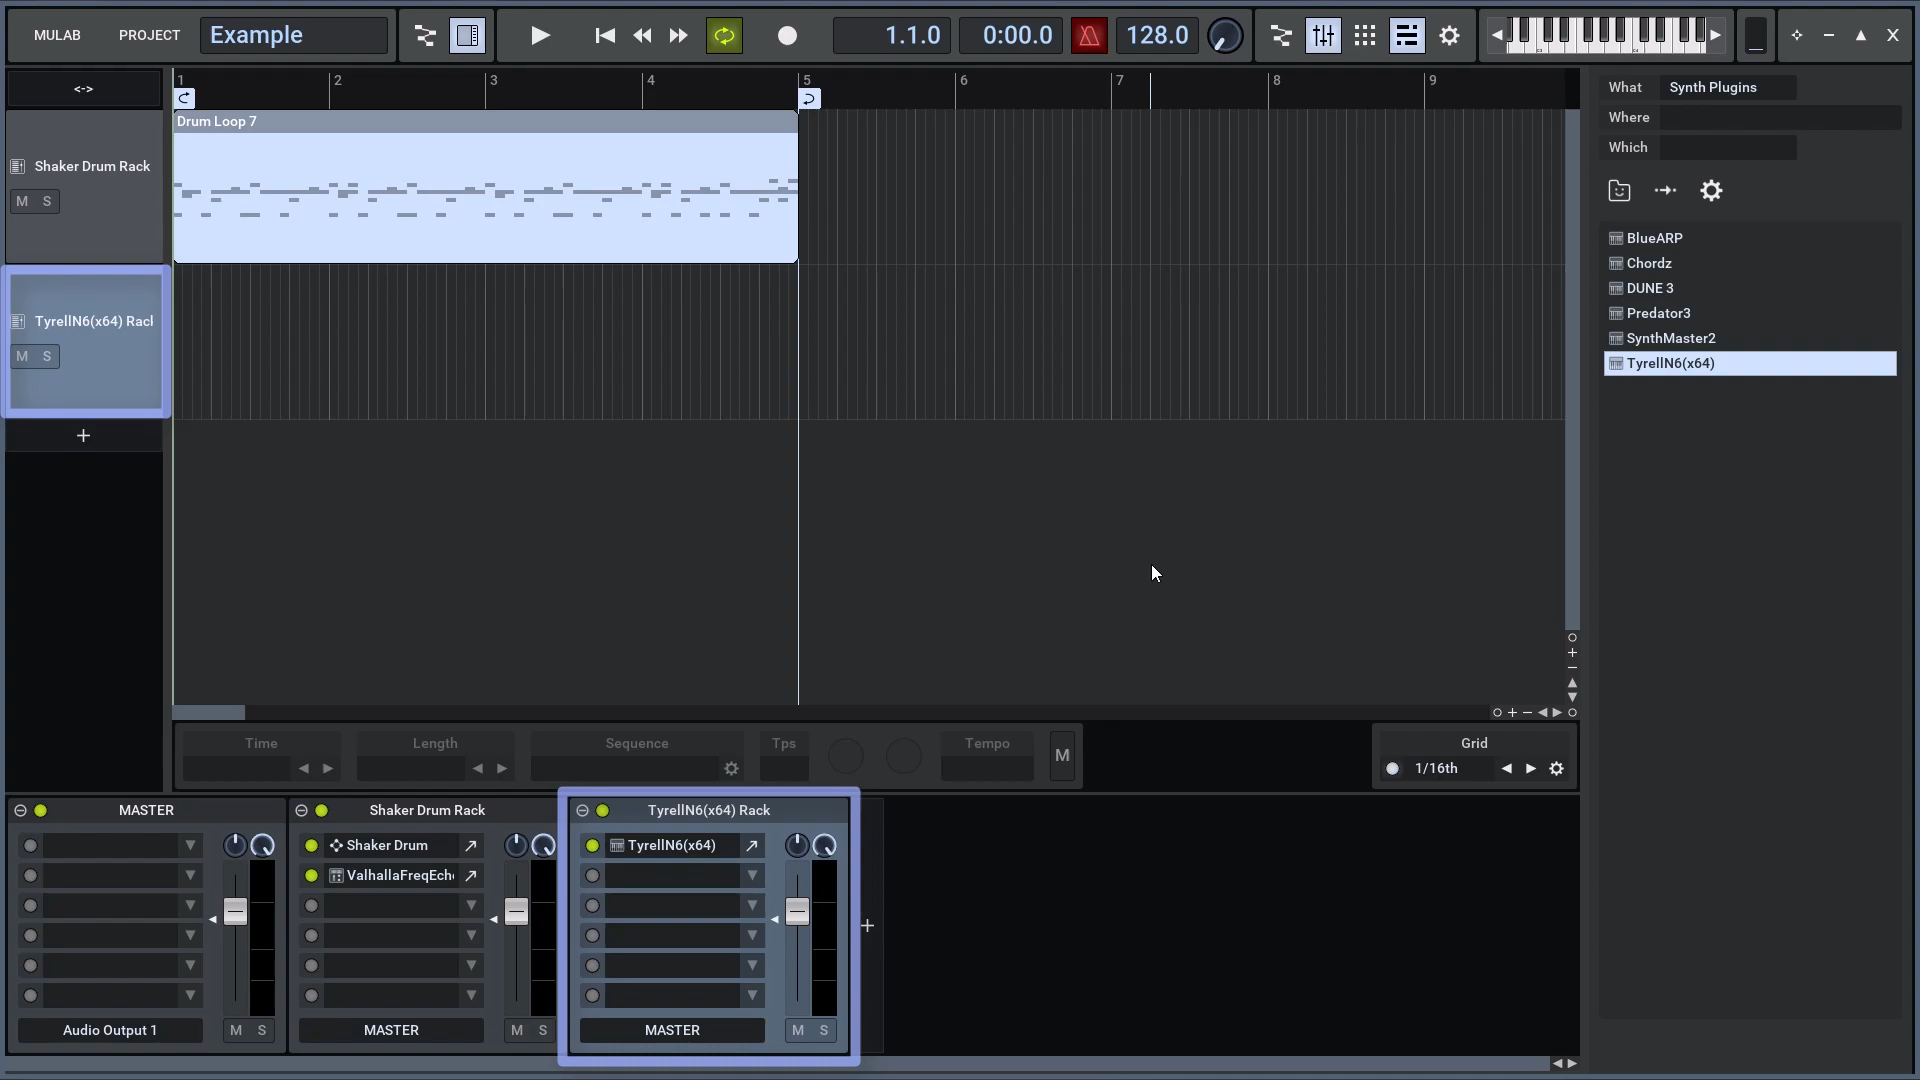 MULAB PROJECT Example 1.1.0 0:00.0 128.0 X
<->
1 2 3 4 5 6 7 8 9
Drum Loop 7
Shaker Drum Rack
M S
TyrellN6(x64) Racl
M S
+
What Synth Plugins
Where
Which
BlueARP
Chordz
DUNE 3
Predator3
SynthMaster2
TyrellN6(x64)
Time Length Sequence Tps Tempo M Grid
1/16th
MASTER
Audio Output 1 M S
Shaker Drum Rack
Shaker Drum
ValhallaFreqEch
MASTER M S
TyrellN6(x64) Rack
TyrellN6(x64)
MASTER M S
+